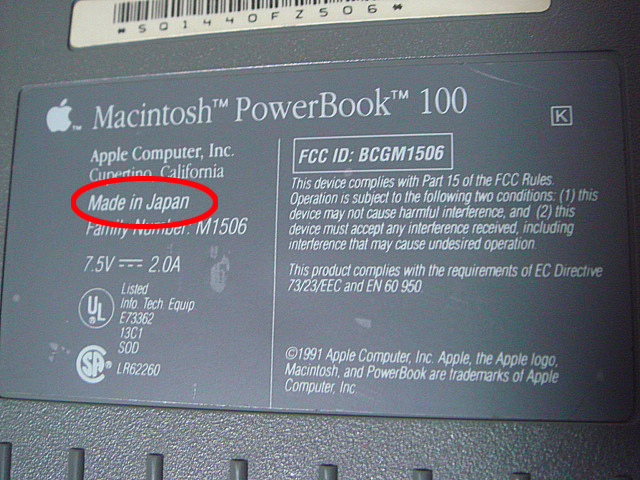 *SQ1440FZ506*
Macintosh™ PowerBook™ 100
K
Apple Computer, Inc.
Cupertino, California
Made in Japan
Family Number: M1506
7.5V 2.0A
UL
Listed
Info. Tech. Equip.
E73362
13C1
SOD
SA
LR62260
FCC ID: BCGM1506
This device complies with Part 15 of the FCC Rules.
Operation is subject to the following two conditions: (1) this
device may not cause harmful interference, and (2) this
device must accept any interference received, including
interference that may cause undesired operation.
This product complies with the requirements of EC Directive
73/23/EEC and EN 60 950.
©1991 Apple Computer, Inc. Apple, the Apple logo,
Macintosh, and PowerBook are trademarks of Apple
Computer, Inc.